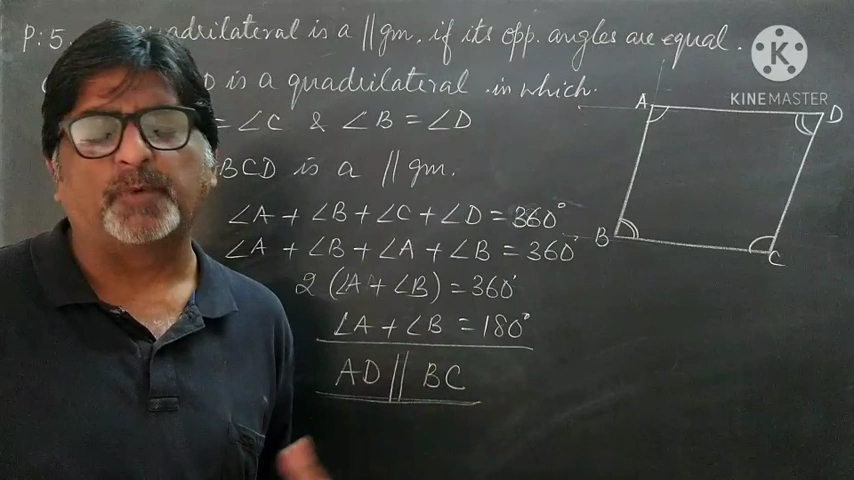 P:5. quadrilateral is a ||gm. if its opp. angles are equal.
D is a quadrilateral in which.
= ∠C & ∠B = ∠D
BCD is a ||gm.
∠A + ∠B + ∠C + ∠D = 360°
∠A + ∠B + ∠A + ∠B = 360°
2 (∠A + ∠B) = 360°
∠A + ∠B = 180°
AD || BC
A
D
B
C
K
KINEMASTER